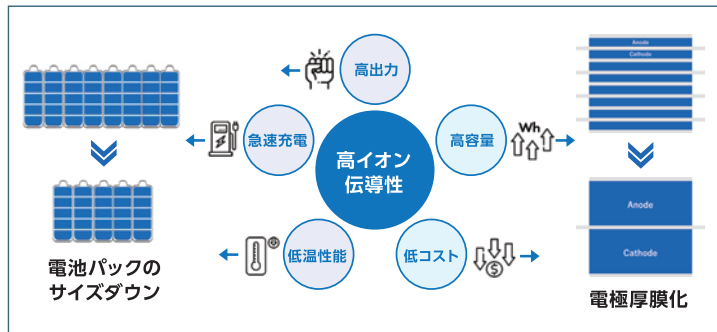 高出力
急速充電
高イオン
伝導性
高容量
Wh
低温性能
低コスト
$
電池パックの
サイズダウン
Anode
Cathode
Anode
Cathode
電極厚膜化